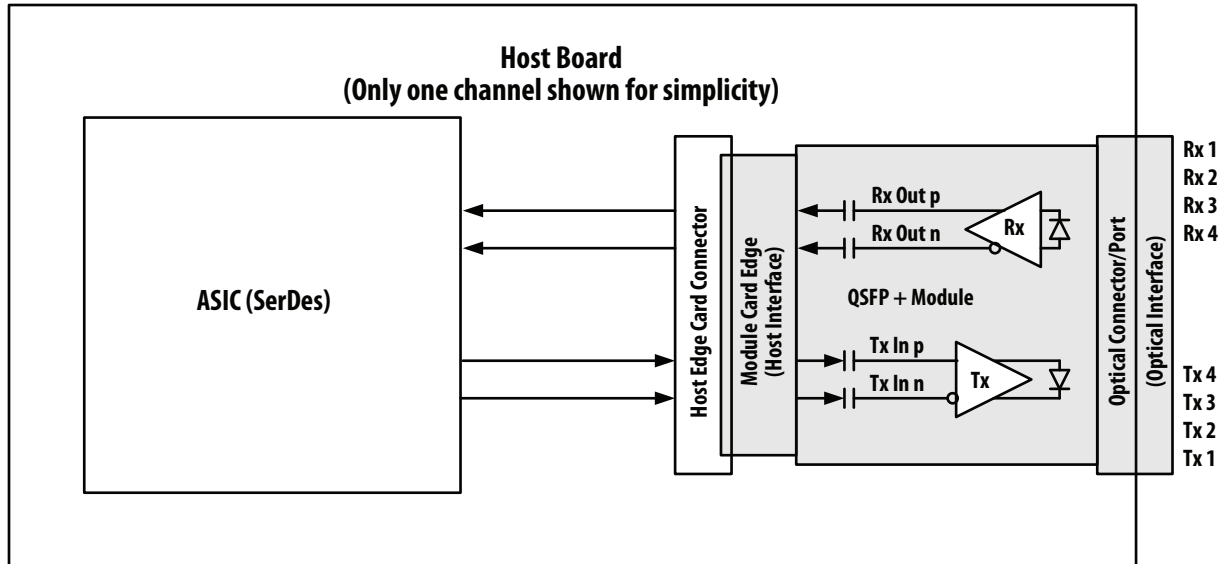 Host Board
(Only one channel shown for simplicity)
ASIC (SerDes)
Host Edge Card Connector
Module Card Edge
(Host Interface)
Rx Out p
Rx Out n
Rx
QSFP + Module
Tx In p
Tx In n
Tx
Optical Connector/Port
(Optical Interface)
Rx 1
Rx 2
Rx 3
Rx 4
Tx 4
Tx 3
Tx 2
Tx 1